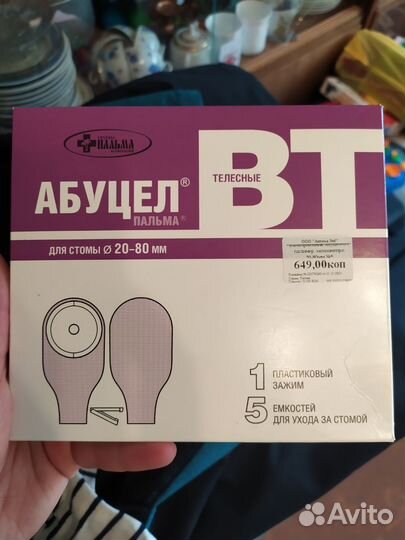 ПАЛЬМА
АБУЦЕЛ®
ПАЛЬМА®
ТЕЛЕСНЫЕ
ВТ
ДЛЯ СТОМЫ Ø 20-80 ММ
649,00коп
1 ПЛАСТИКОВЫЙ
ЗАЖИМ
5 ЕМКОСТЕЙ
ДЛЯ УХОДА ЗА СТОМОЙ
Avito